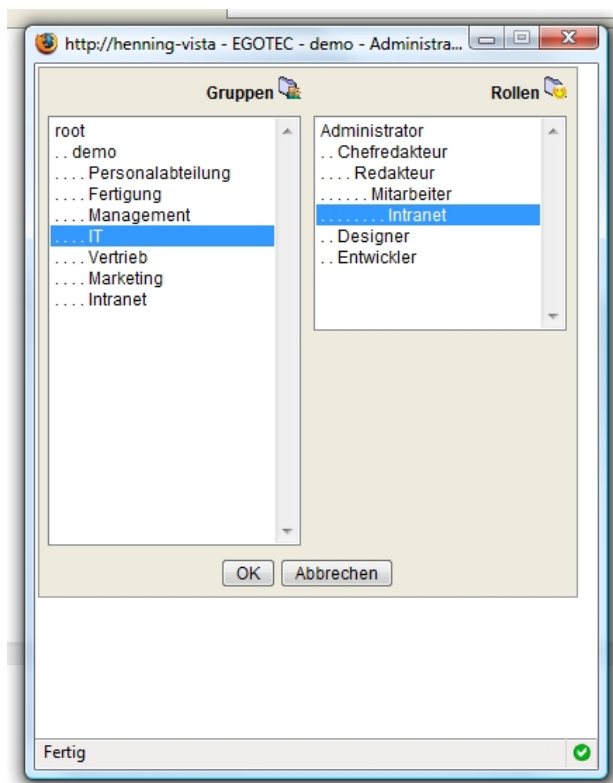 http://henning-vista - EGOTEC - demo - Administra...
Gruppen
root
. . demo
. . . . Personalabteilung
. . . . Fertigung
. . . . Management
. . . . IT
. . . . Vertrieb
. . . . Marketing
. . . . Intranet
Rollen
Administrator
. . Chefredakteur
. . . . Redakteur
. . . . . . Mitarbeiter
. . . . . . . . Intranet
. . Designer
. . Entwickler
OK
Abbrechen
Fertig